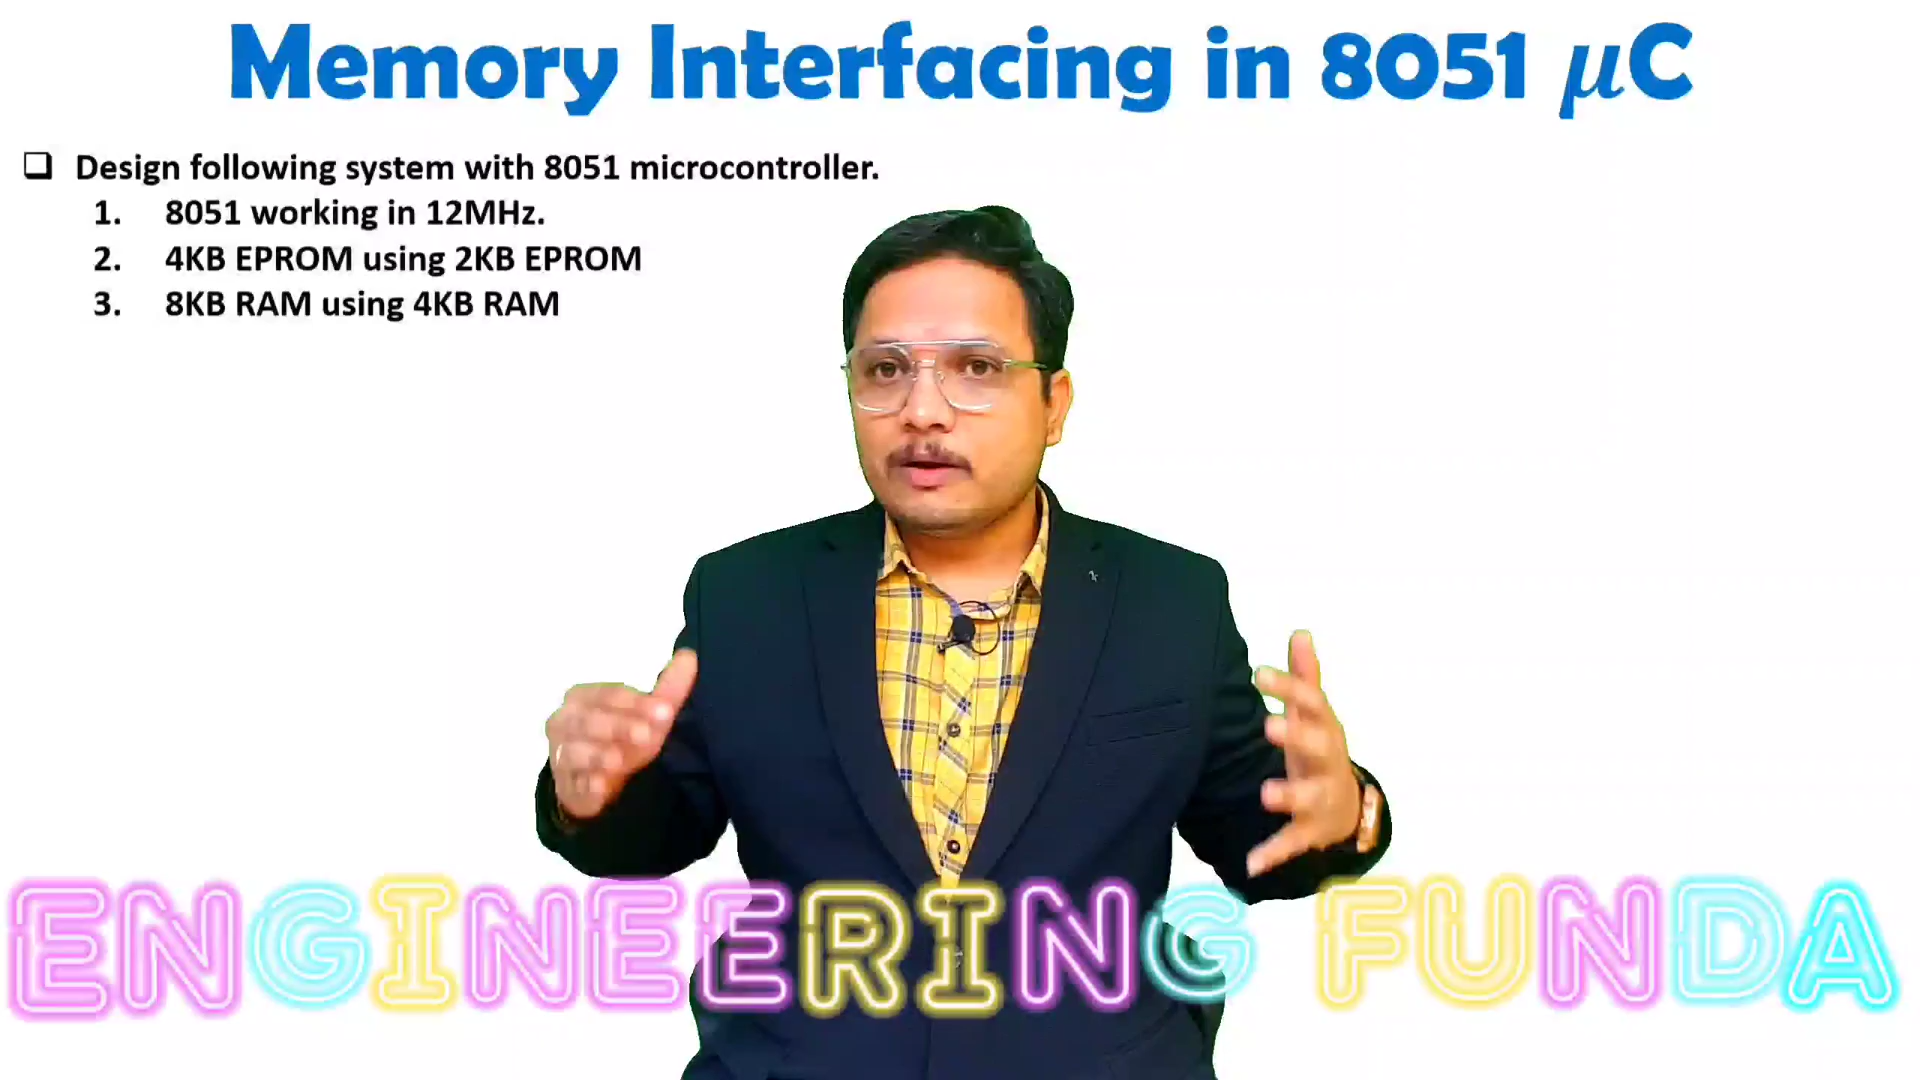 Memory Interfacing in 8051 𝜇C
❑ Design following system with 8051 microcontroller.
1. 8051 working in 12MHz.
2. 4KB EPROM using 2KB EPROM
3. 8KB RAM using 4KB RAM
ENGINEERING FUNDA